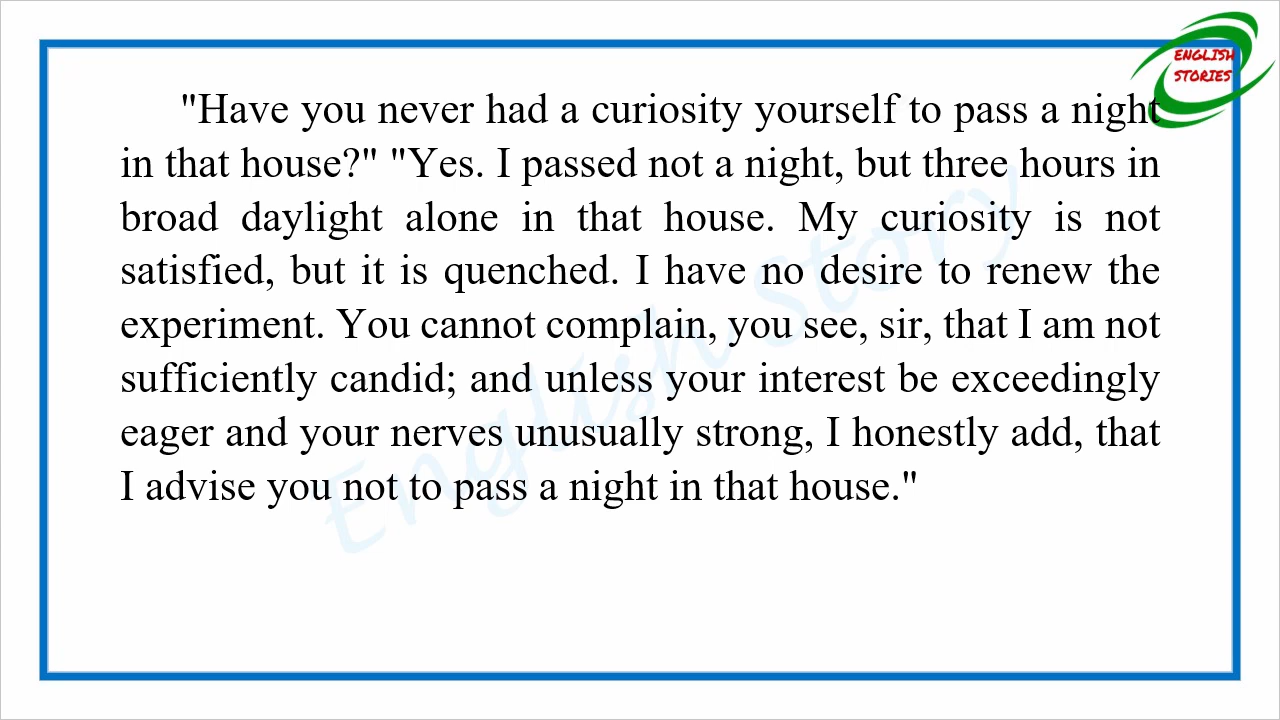 ENGLISH
STORIES
"Have you never had a curiosity yourself to pass a night
in that house?" "Yes. I passed not a night, but three hours in
broad daylight alone in that house. My curiosity is not
satisfied, but it is quenched. I have no desire to renew the
experiment. You cannot complain, you see, sir, that I am not
sufficiently candid; and unless your interest be exceedingly
eager and your nerves unusually strong, I honestly add, that
I advise you not to pass a night in that house."
English Story